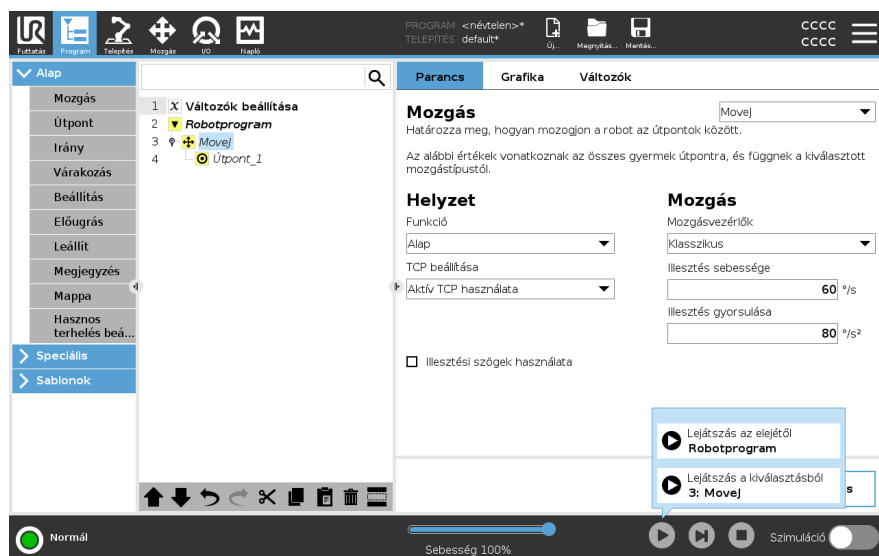 PROGRAM <névtelen>*
TELEPÍTÉS default*
Futtatás
Program
Telepítés
Mozgás
I/O
Napló
Új...
Megnyitás...
Mentés...
CCCC
CCCC
Alap
Mozgás
Útpont
Irány
Várakozás
Beállítás
Előugrás
Leállít
Megjegyzés
Mappa
Hasznos
terhelés beá...
Speciális
Sablonok
1 X Változók beállítása
2 Robotprogram
3 MoveJ
4 Útpont_1
Parancs Grafika Változók
Mozgás
MoveJ
Határozza meg, hogyan mozogjon a robot az útpontok között.
Az alábbi értékek vonatkoznak az összes gyermek útpontra, és függnek a kiválasztott
mozgástípustól.
Helyzet
Funkció
Alap
TCP beállítása
Aktív TCP használata
Illesztési szögek használata
Mozgás
Mozgásvezérlők
Klasszikus
Illesztés sebessége
60 °/s
Illesztés gyorsulása
80 °/s²
Lejátszás az elejétől
Robotprogram
Lejátszás a kiválasztásból
3: MoveJ
s
Normál
Sebesség 100%
Szimuláció